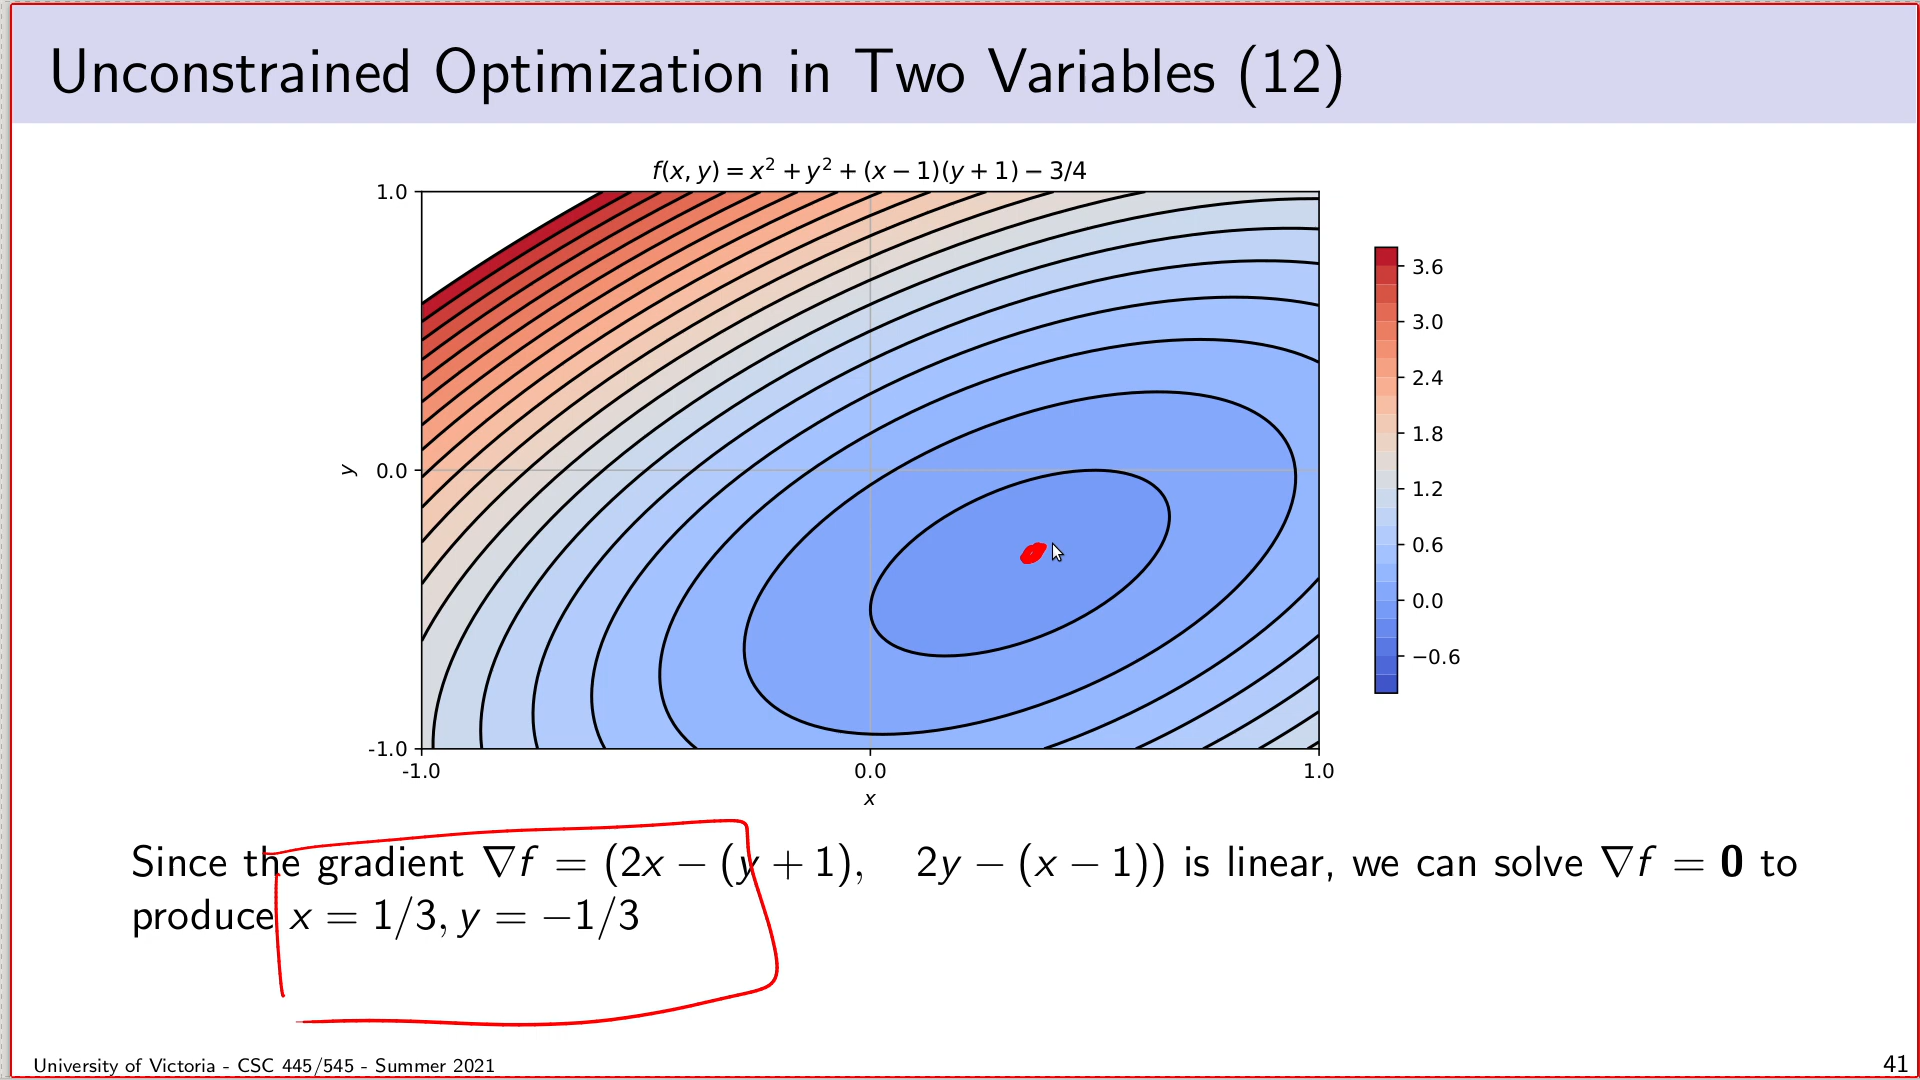 Unconstrained Optimization in Two Variables (12)
f(x, y) = x² + y² + (x − 1)(y + 1) − 3/4
1.0
0.0
-1.0
y
-1.0
0.0
1.0
x
3.6
3.0
2.4
1.8
1.2
0.6
0.0
−0.6
Since the gradient ∇f = (2x − (y + 1), 2y − (x − 1)) is linear, we can solve ∇f = 0 to
produce x = 1/3, y = −1/3
University of Victoria - CSC 445/545 - Summer 2021
41